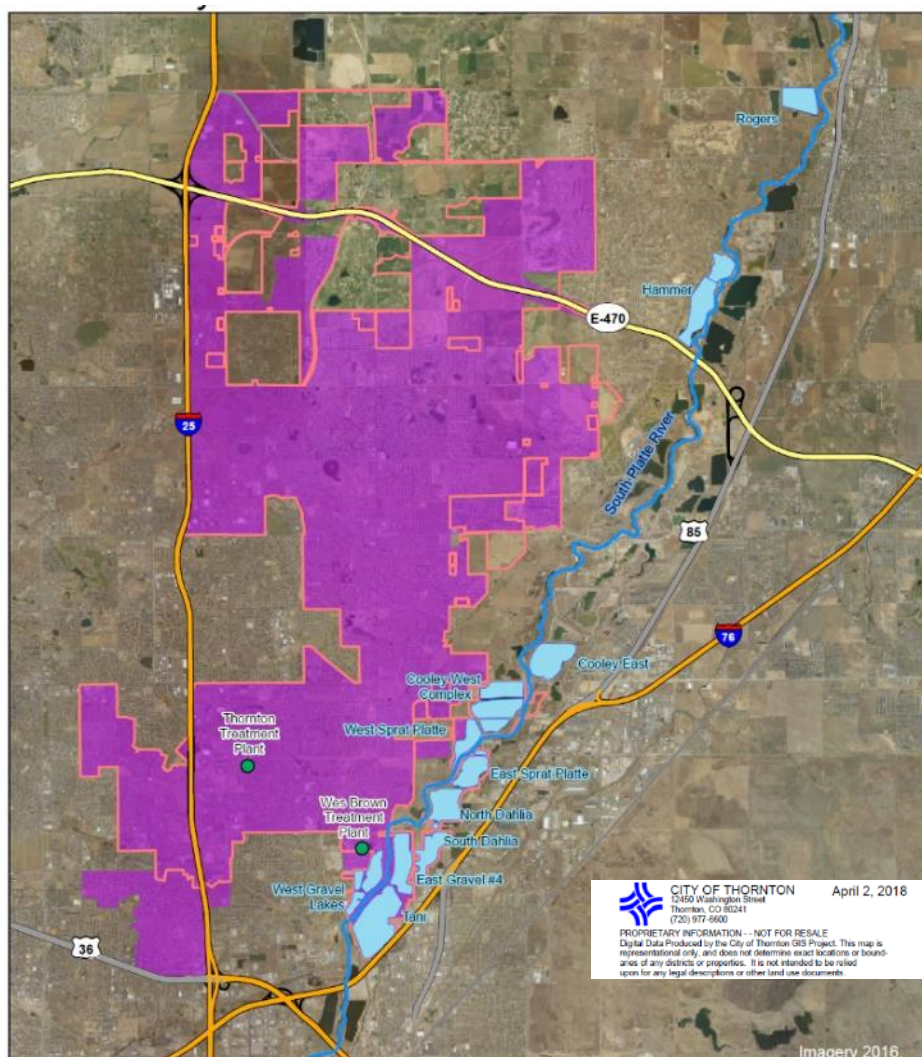 Rogers
Hammer
E-470
25
South Platte River
85
76
Cooley East
Cooley West
Complex
Thornton
Treatment
Plant
West Sprat Platte
East Sprat Platte
Wes Brown
Treatment
Plant
North Dahlia
South Dahlia
East Gravel #4
West Gravel
Lakes
Tani
36
CITY OF THORNTON
April 2, 2018
12450 Washington Street
Thornton, CO 80241
(720) 977-6600
PROPRIETARY INFORMATION - - NOT FOR RESALE
Digital Data Produced by the City of Thornton GIS Project. This map is
representational only, and does not determine exact locations or bound-
aries of any districts or properties. It is not intended to be relied
upon for any legal descriptions or other land use documents.
Imagery 2016